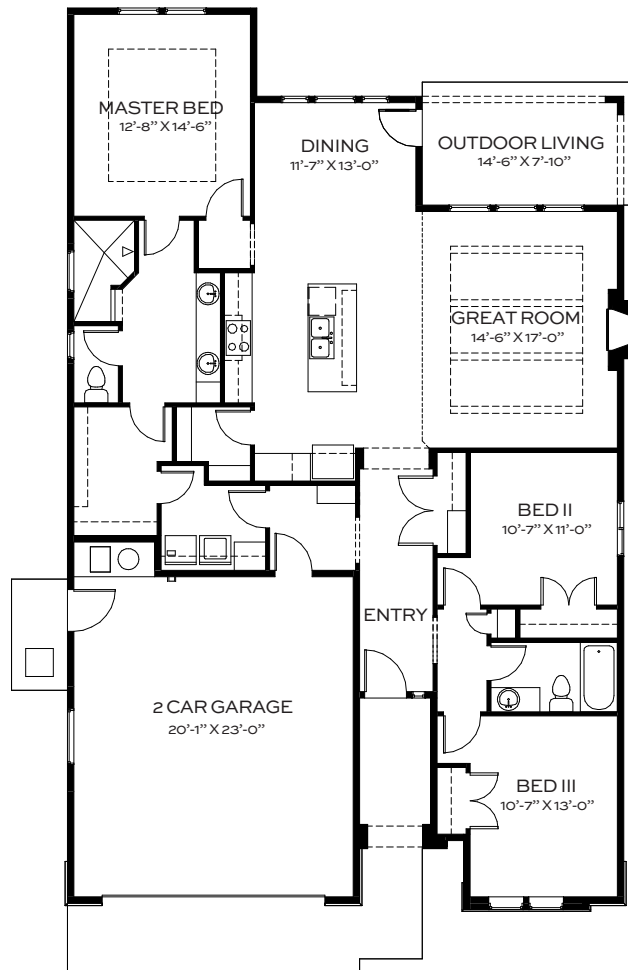 MASTER BED
12'-8" X 14'-6"
DINING
11'-7" X 13'-0"
OUTDOOR LIVING
14'-6" X 7'-10"
GREAT ROOM
14'-6" X 17'-0"
BED II
10'-7" X 11'-0"
ENTRY
2 CAR GARAGE
20'-1" X 23'-0"
BED III
10'-7" X 13'-0"